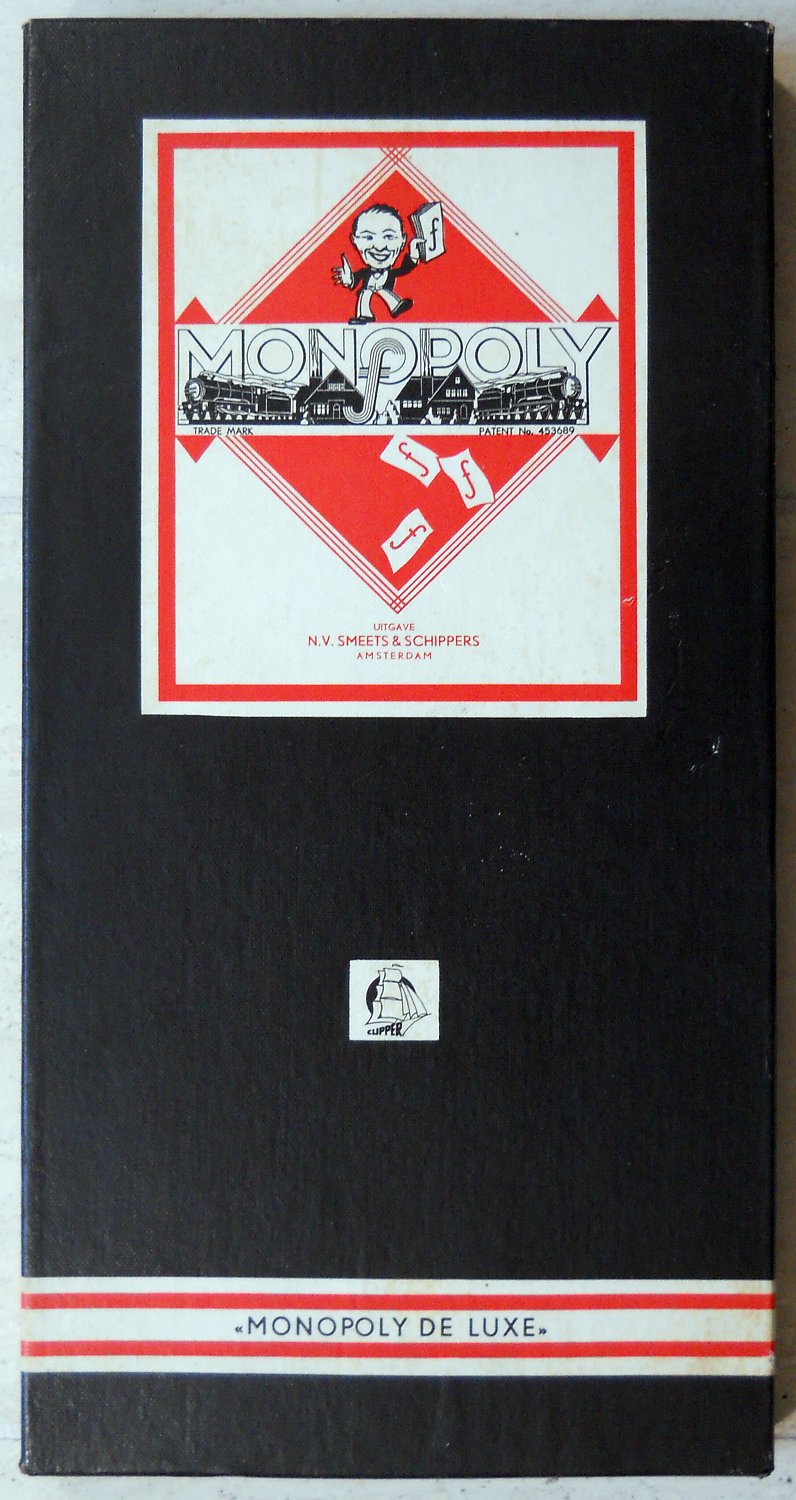 f
MONOPOLY
f
TRADE MARK PATENT No. 453689
f f
f
UITGAVE
N.V. SMEETS & SCHIPPERS
AMSTERDAM
CLIPPER
«MONOPOLY DE LUXE»